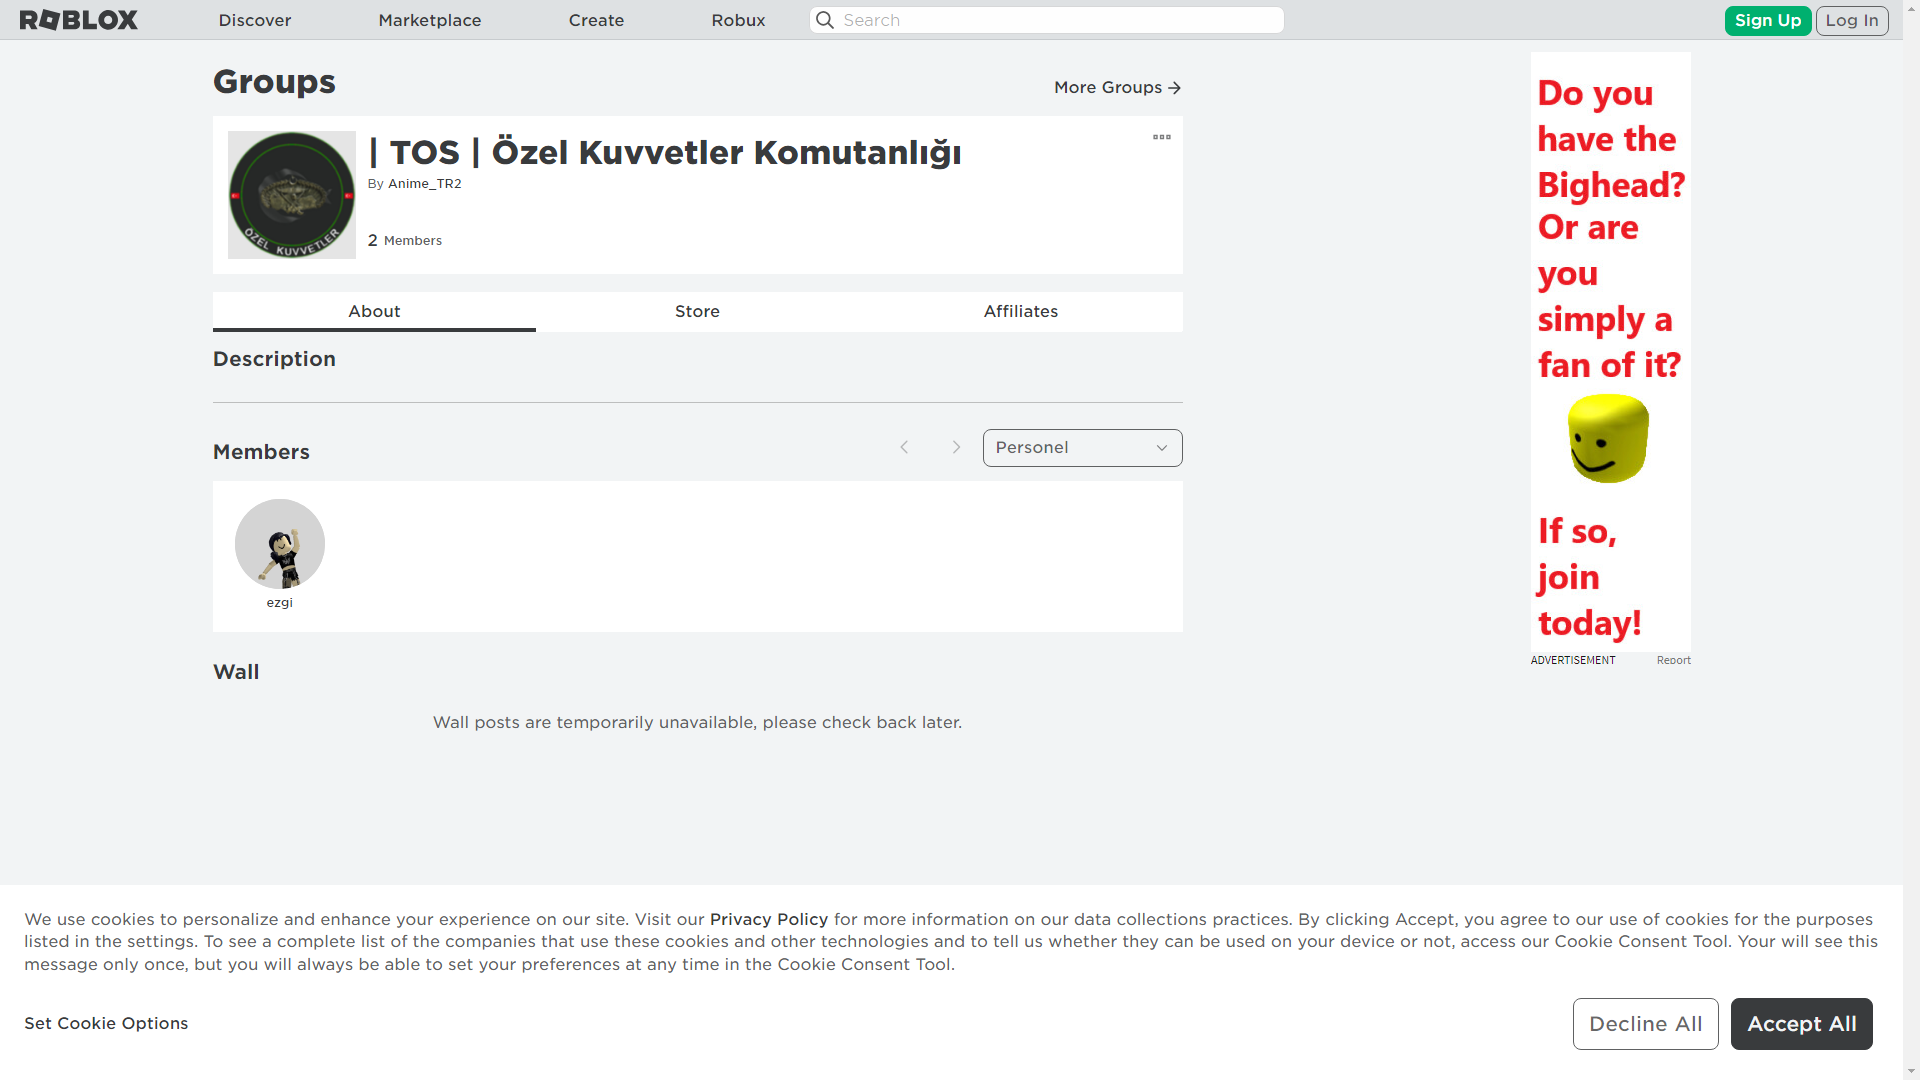 ROBLOX
Discover
Marketplace
Create
Robux
Search
Sign Up
Log In
Groups
More Groups
ÖZEL KUVVETLER
| TOS | Özel Kuvvetler Komutanlığı
By Anime_TR2
2 Members
About
Store
Affiliates
Description
Members
Personel
ezgi
Wall
Wall posts are temporarily unavailable, please check back later.
Do you
have the
Bighead?
Or are
you
simply a
fan of it?
If so,
join
today!
ADVERTISEMENT
Report
We use cookies to personalize and enhance your experience on our site. Visit our Privacy Policy for more information on our data collections practices. By clicking Accept, you agree to our use of cookies for the purposes
listed in the settings. To see a complete list of the companies that use these cookies and other technologies and to tell us whether they can be used on your device or not, access our Cookie Consent Tool. Your will see this
message only once, but you will always be able to set your preferences at any time in the Cookie Consent Tool.
Set Cookie Options
Decline All
Accept All